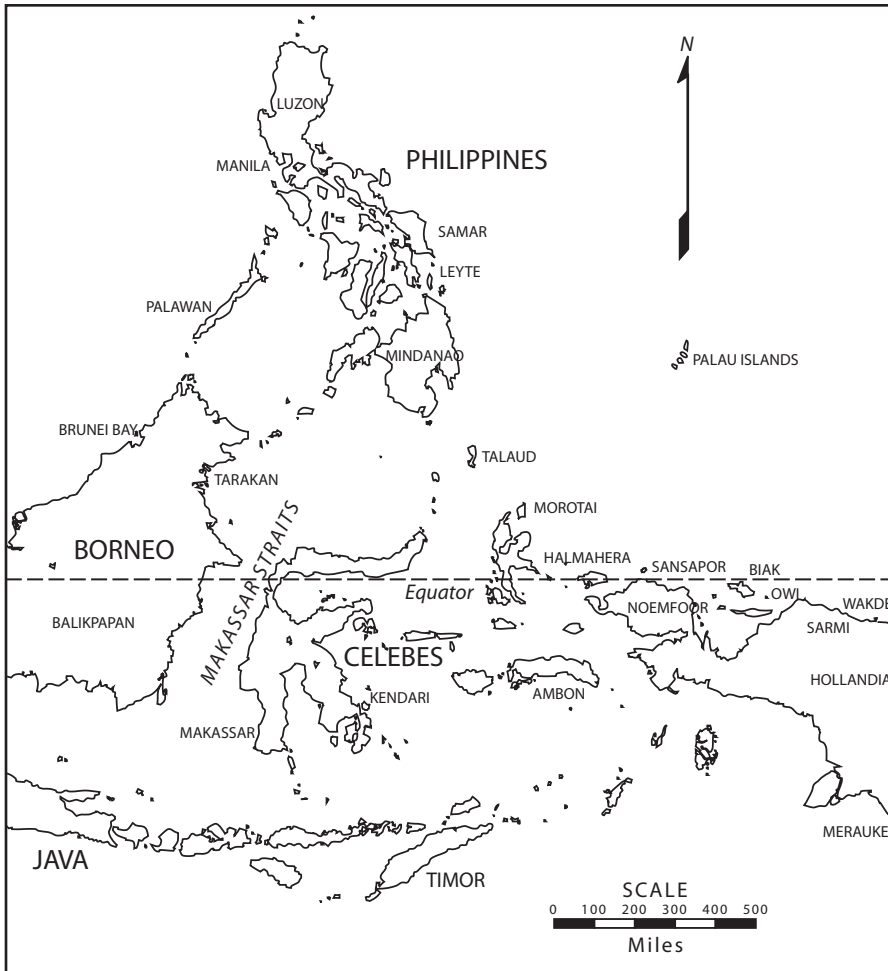 N
LUZON
MANILA
PHILIPPINES
SAMAR
LEYTE
PALAWAN
MINDANAO
PALAU ISLANDS
BRUNEI BAY
TALAUD
TARAKAN
MOROTAI
MAKASSAR STRAITS
BORNEO
HALMAHERA
SANSAPOR
BIAK
Equator
OWI
NOEMFOOR
WAKDE
BALIKPAPAN
SARMI
CELEBES
HOLLANDIA
KENDARI
AMBON
MAKASSAR
MERAUKE
JAVA
TIMOR
SCALE
0 100 200 300 400 500
Miles